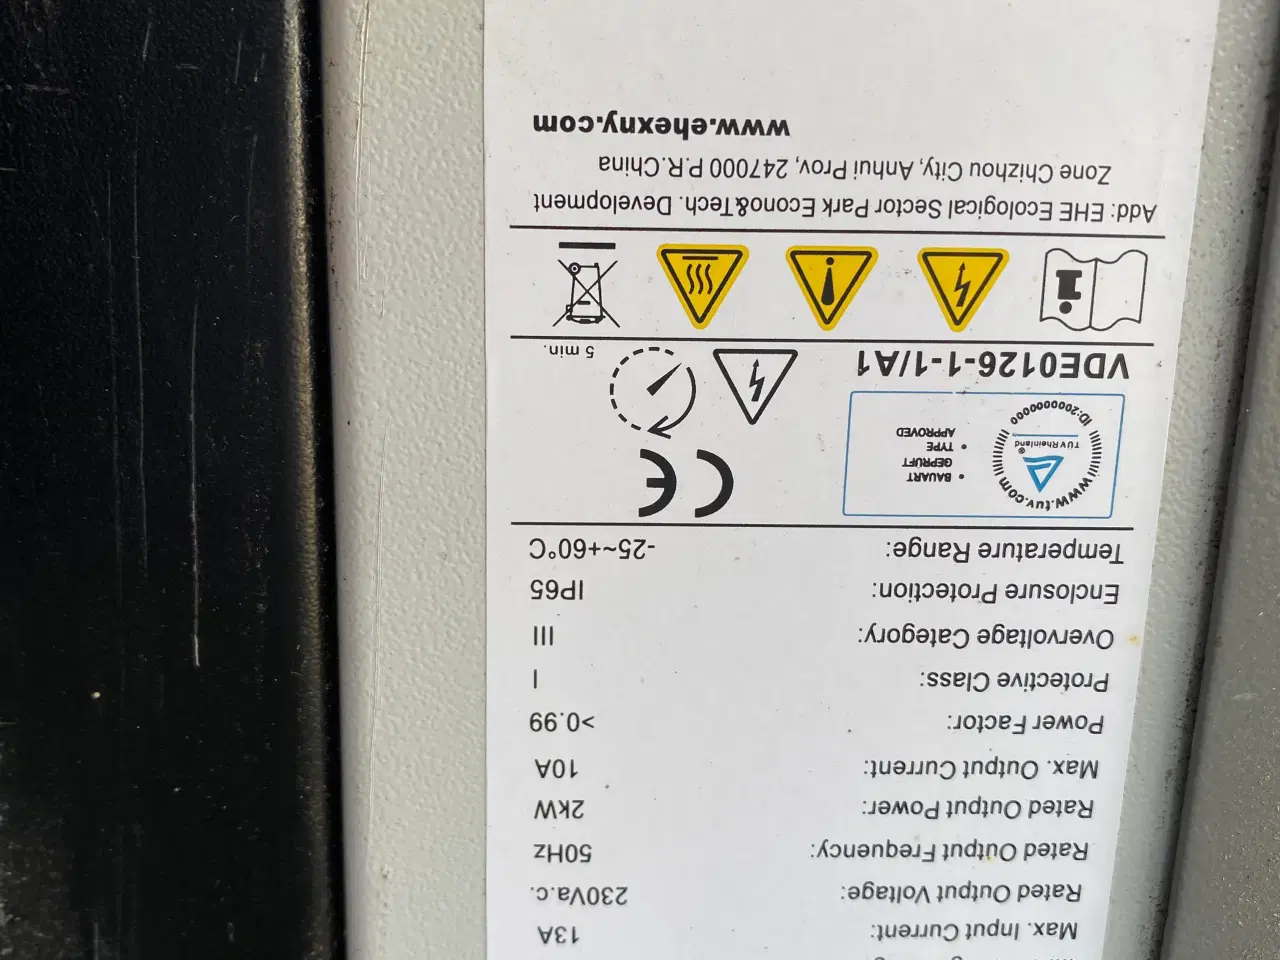 Max. Input Current: 13A
Rated Output Voltage: 230Va.c.
Rated Output Frequency: 50Hz
Rated Output Power: 2kW
Max. Output Current: 10A
Power Factor: >0.99
Protective Class: I
Overvoltage Category: III
Enclosure Protection: IP65
Temperature Range: -25~+60°C
www.tuv.com
TÜVRheinland®
ID:2000000000
• BAUART
GEPRUFT
• TYPE
APPROVED
CE
VDE0126-1-1/A1
5 min.
i
Add: EHE Ecological Sector Park Econo&Tech. Development
Zone Chizhou City, Anhui Prov, 247000 P.R.China
www.ehexny.com